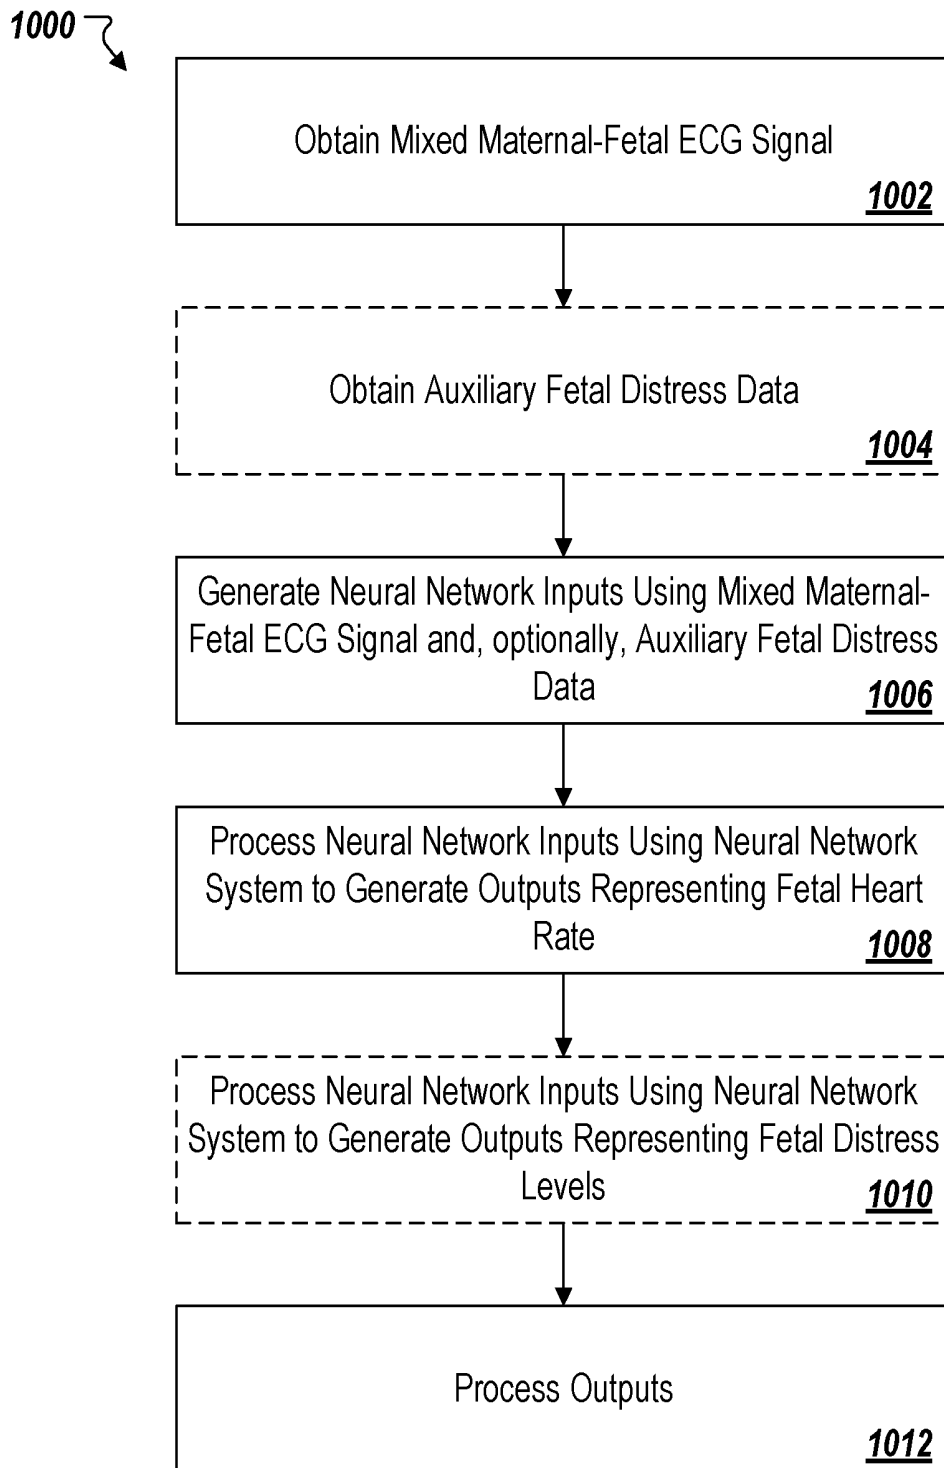 1000
Obtain Mixed Maternal-Fetal ECG Signal
1002
Obtain Auxiliary Fetal Distress Data
1004
Generate Neural Network Inputs Using Mixed Maternal-
Fetal ECG Signal and, optionally, Auxiliary Fetal Distress
Data
1006
Process Neural Network Inputs Using Neural Network
System to Generate Outputs Representing Fetal Heart
Rate
1008
Process Neural Network Inputs Using Neural Network
System to Generate Outputs Representing Fetal Distress
Levels
1010
Process Outputs
1012